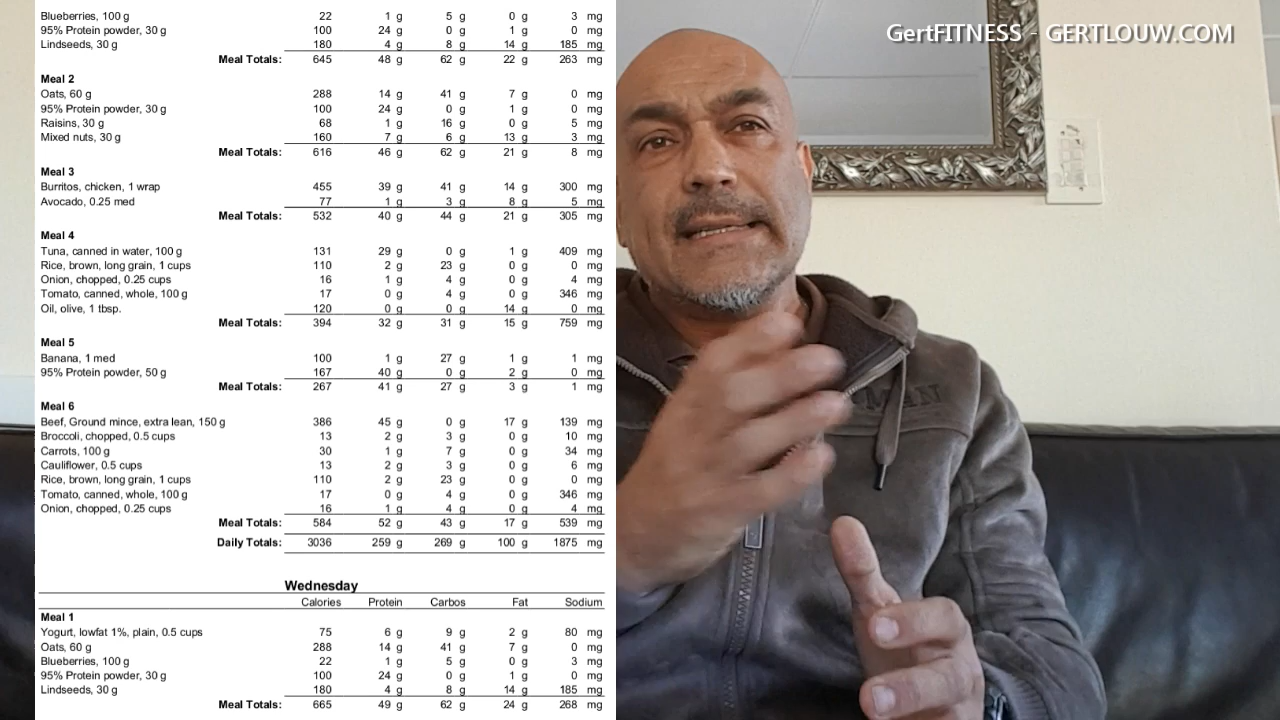 GertFITNESS - GERTLOUW.COM
Blueberries, 100 g 22 1 g 5 g 0 g 3 mg
95% Protein powder, 30 g 100 24 g 0 g 1 g 0 mg
Lindseeds, 30 g 180 4 g 8 g 14 g 185 mg
Meal Totals: 645 48 g 62 g 22 g 263 mg
Meal 2
Oats, 60 g 288 14 g 41 g 7 g 0 mg
95% Protein powder, 30 g 100 24 g 0 g 1 g 0 mg
Raisins, 30 g 68 1 g 16 g 0 g 5 mg
Mixed nuts, 30 g 160 7 g 6 g 13 g 3 mg
Meal Totals: 616 46 g 62 g 21 g 8 mg
Meal 3
Burritos, chicken, 1 wrap 455 39 g 41 g 14 g 300 mg
Avocado, 0.25 med 77 1 g 3 g 8 g 5 mg
Meal Totals: 532 40 g 44 g 21 g 305 mg
Meal 4
Tuna, canned in water, 100 g 131 29 g 0 g 1 g 409 mg
Rice, brown, long grain, 1 cups 110 2 g 23 g 0 g 0 mg
Onion, chopped, 0.25 cups 16 1 g 4 g 0 g 4 mg
Tomato, canned, whole, 100 g 17 0 g 4 g 0 g 346 mg
Oil, olive, 1 tbsp. 120 0 g 0 g 14 g 0 mg
Meal Totals: 394 32 g 31 g 15 g 759 mg
Meal 5
Banana, 1 med 100 1 g 27 g 1 g 1 mg
95% Protein powder, 50 g 167 40 g 0 g 2 g 0 mg
Meal Totals: 267 41 g 27 g 3 g 1 mg
Meal 6
Beef, Ground mince, extra lean, 150 g 386 45 g 0 g 17 g 139 mg
Broccoli, chopped, 0.5 cups 13 2 g 3 g 0 g 10 mg
Carrots, 100 g 30 1 g 7 g 0 g 34 mg
Cauliflower, 0.5 cups 13 2 g 3 g 0 g 6 mg
Rice, brown, long grain, 1 cups 110 2 g 23 g 0 g 0 mg
Tomato, canned, whole, 100 g 17 0 g 4 g 0 g 346 mg
Onion, chopped, 0.25 cups 16 1 g 4 g 0 g 4 mg
Meal Totals: 584 52 g 43 g 17 g 539 mg
Daily Totals: 3036 259 g 269 g 100 g 1875 mg
Wednesday
Calories Protein Carbos Fat Sodium
Meal 1
Yogurt, lowfat 1%, plain, 0.5 cups 75 6 g 9 g 2 g 80 mg
Oats, 60 g 288 14 g 41 g 7 g 0 mg
Blueberries, 100 g 22 1 g 5 g 0 g 3 mg
95% Protein powder, 30 g 100 24 g 0 g 1 g 0 mg
Lindseeds, 30 g 180 4 g 8 g 14 g 185 mg
Meal Totals: 665 49 g 62 g 24 g 268 mg